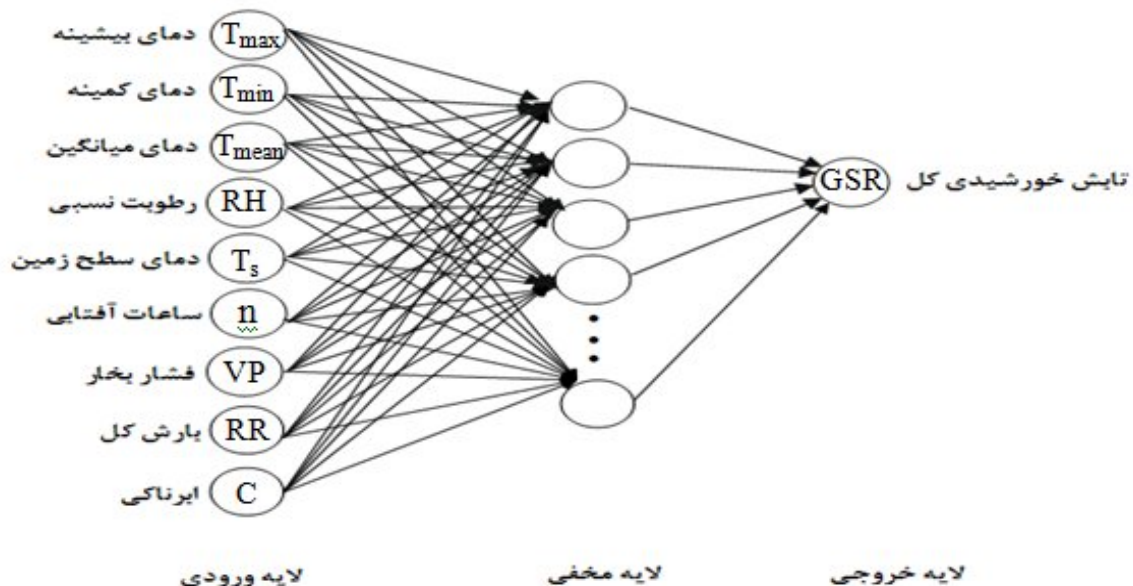 دمای بیشینه Tmax
دمای کمینه Tmin
دمای میانگین Tmean
رطوبت نسبی RH
دمای سطح زمین Ts
ساعات آفتابی n
فشار بخار VP
بارش کل RR
ابرناکی C
GSR تابش خورشیدی کل
لایه ورودی لایه مخفی لایه خروجی